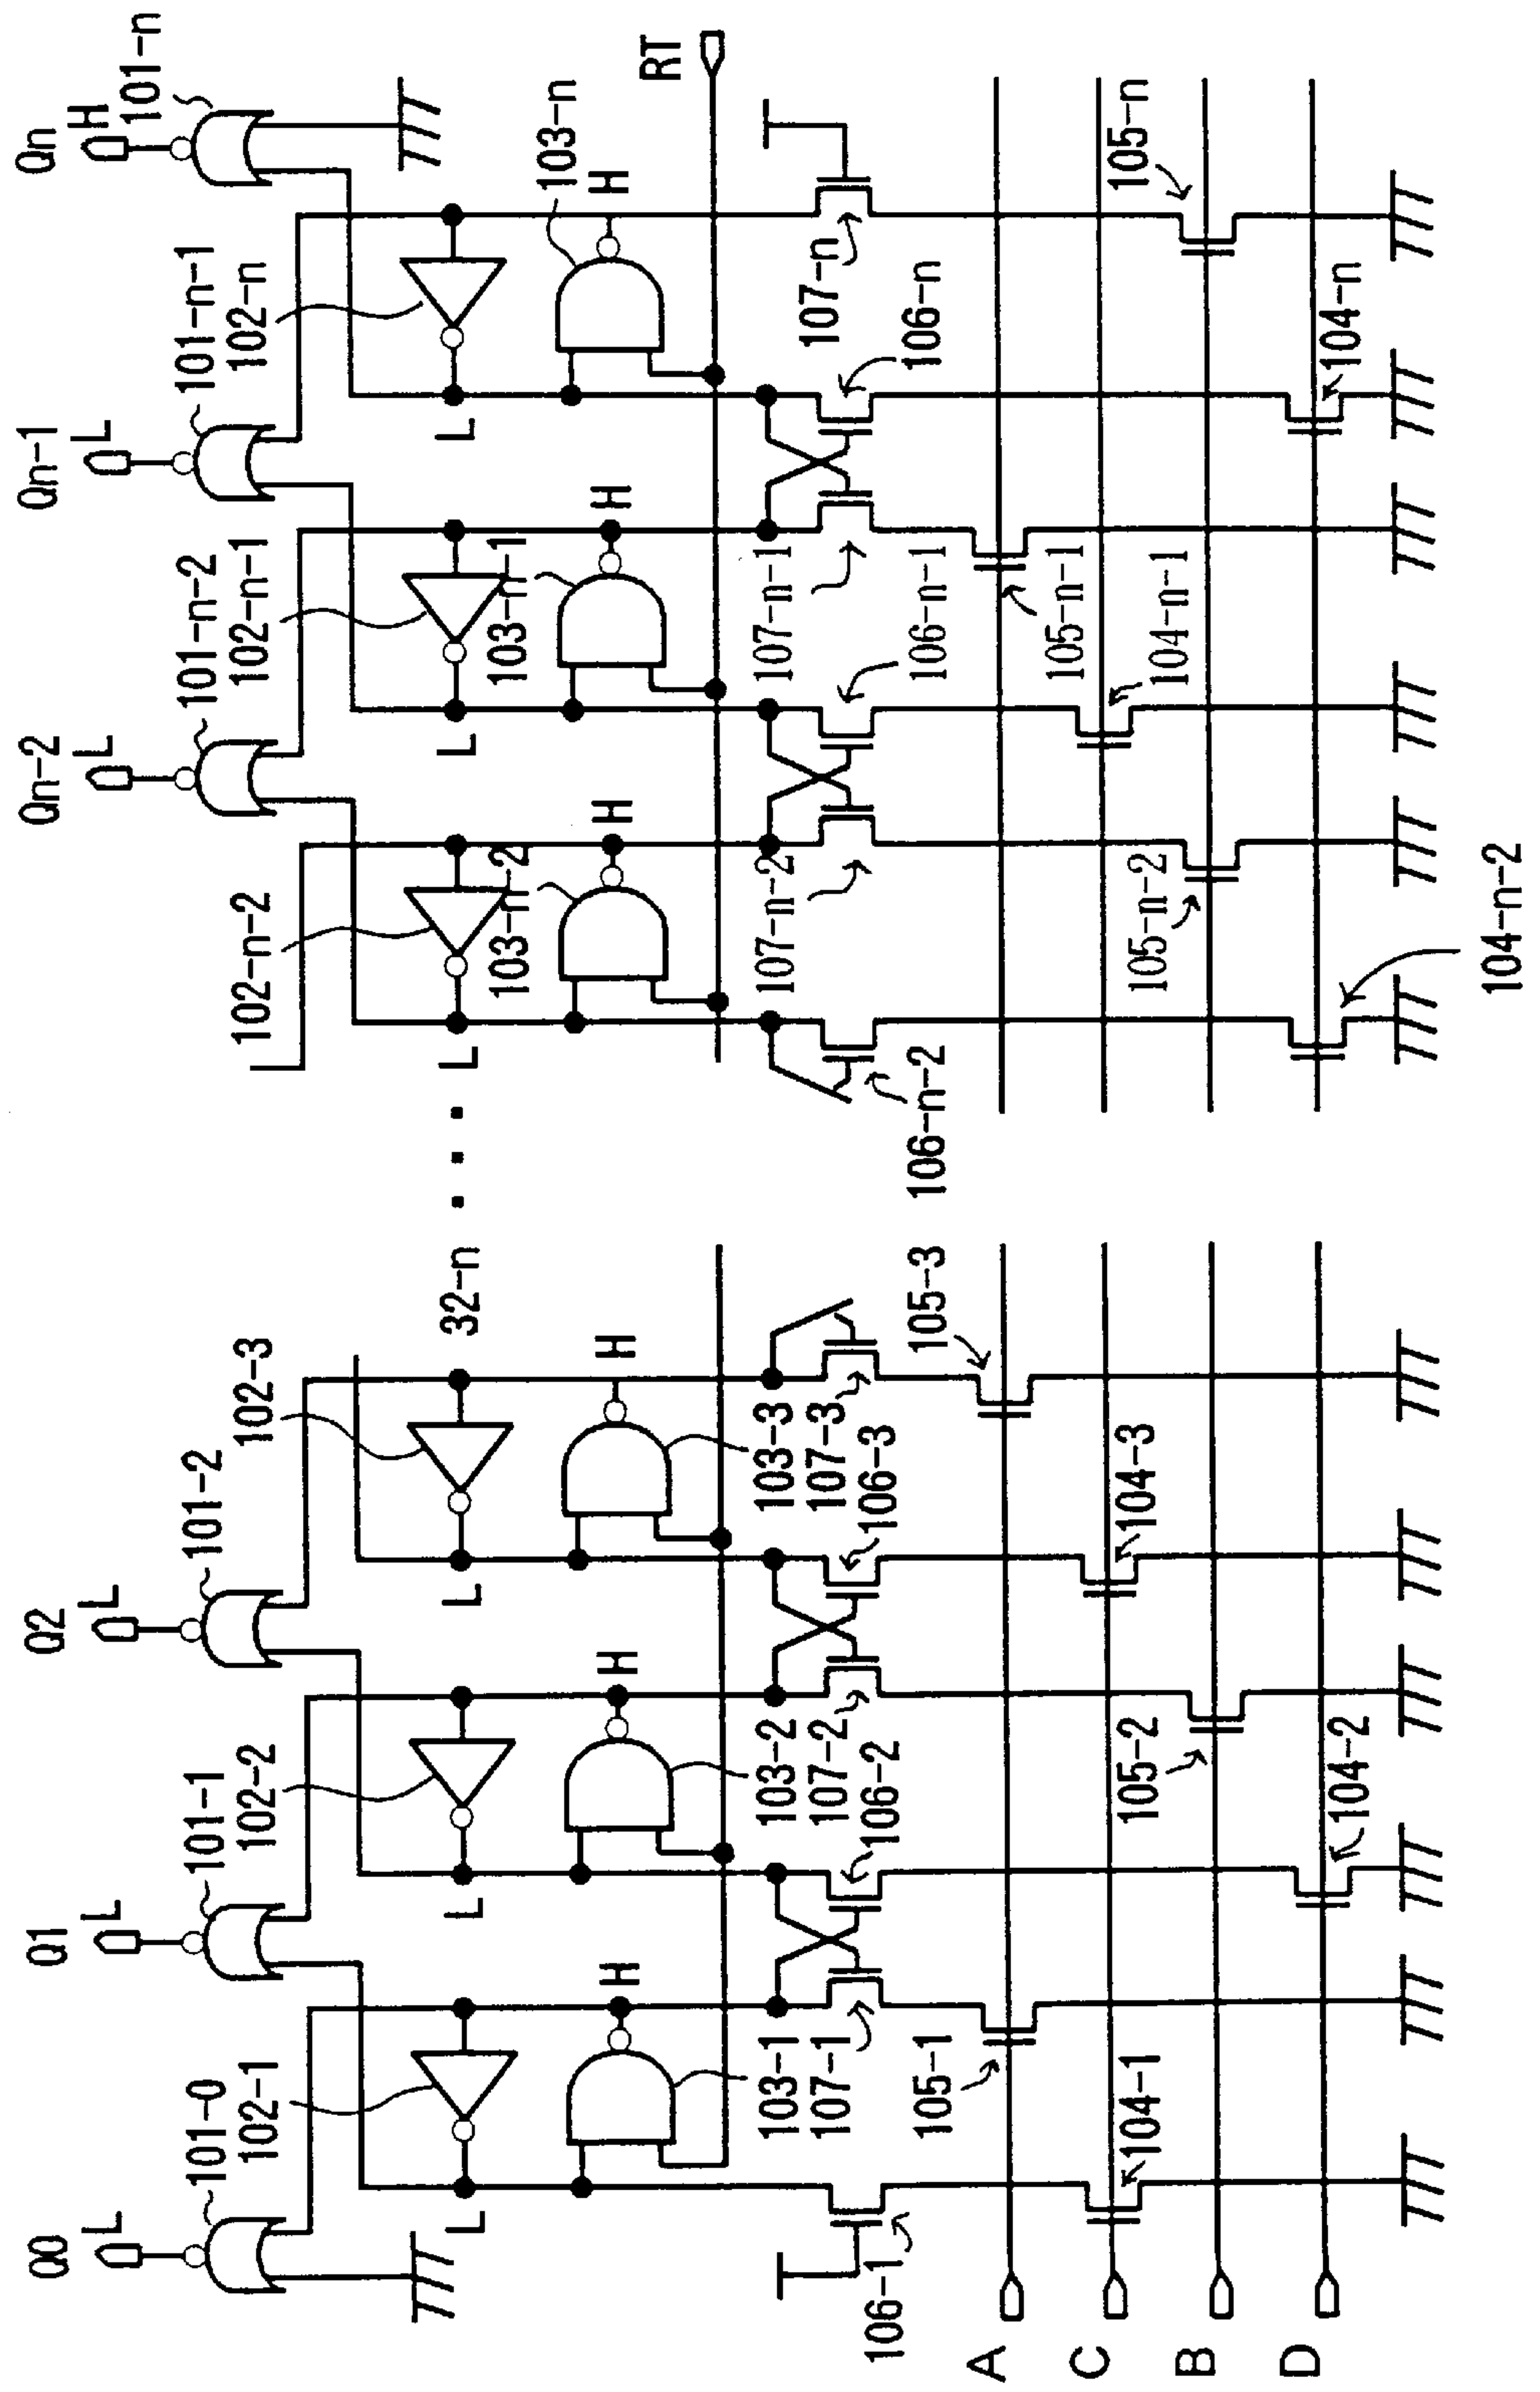 Q0
Q1
Q2
Qn-2
Qn-1
Qn
L
L
L
L
L
H
101-0
101-1
101-2
101-n-2
101-n-1
101-n
102-1
102-2
102-3
102-n-2
102-n-1
102-n
L
L
L
32-n
L
L
L
103-n-2
103-n-1
103-n
H
H
H
H
H
H
RT
103-1
103-2
103-3
107-1
107-2
107-3
107-n-2
107-n-1
107-n
106-1
106-2
106-3
106-n-2
106-n-1
106-n
105-1
105-2
105-3
105-n-2
105-n-1
105-n
104-1
104-2
104-3
104-n-2
104-n-1
104-n
A
C
B
D